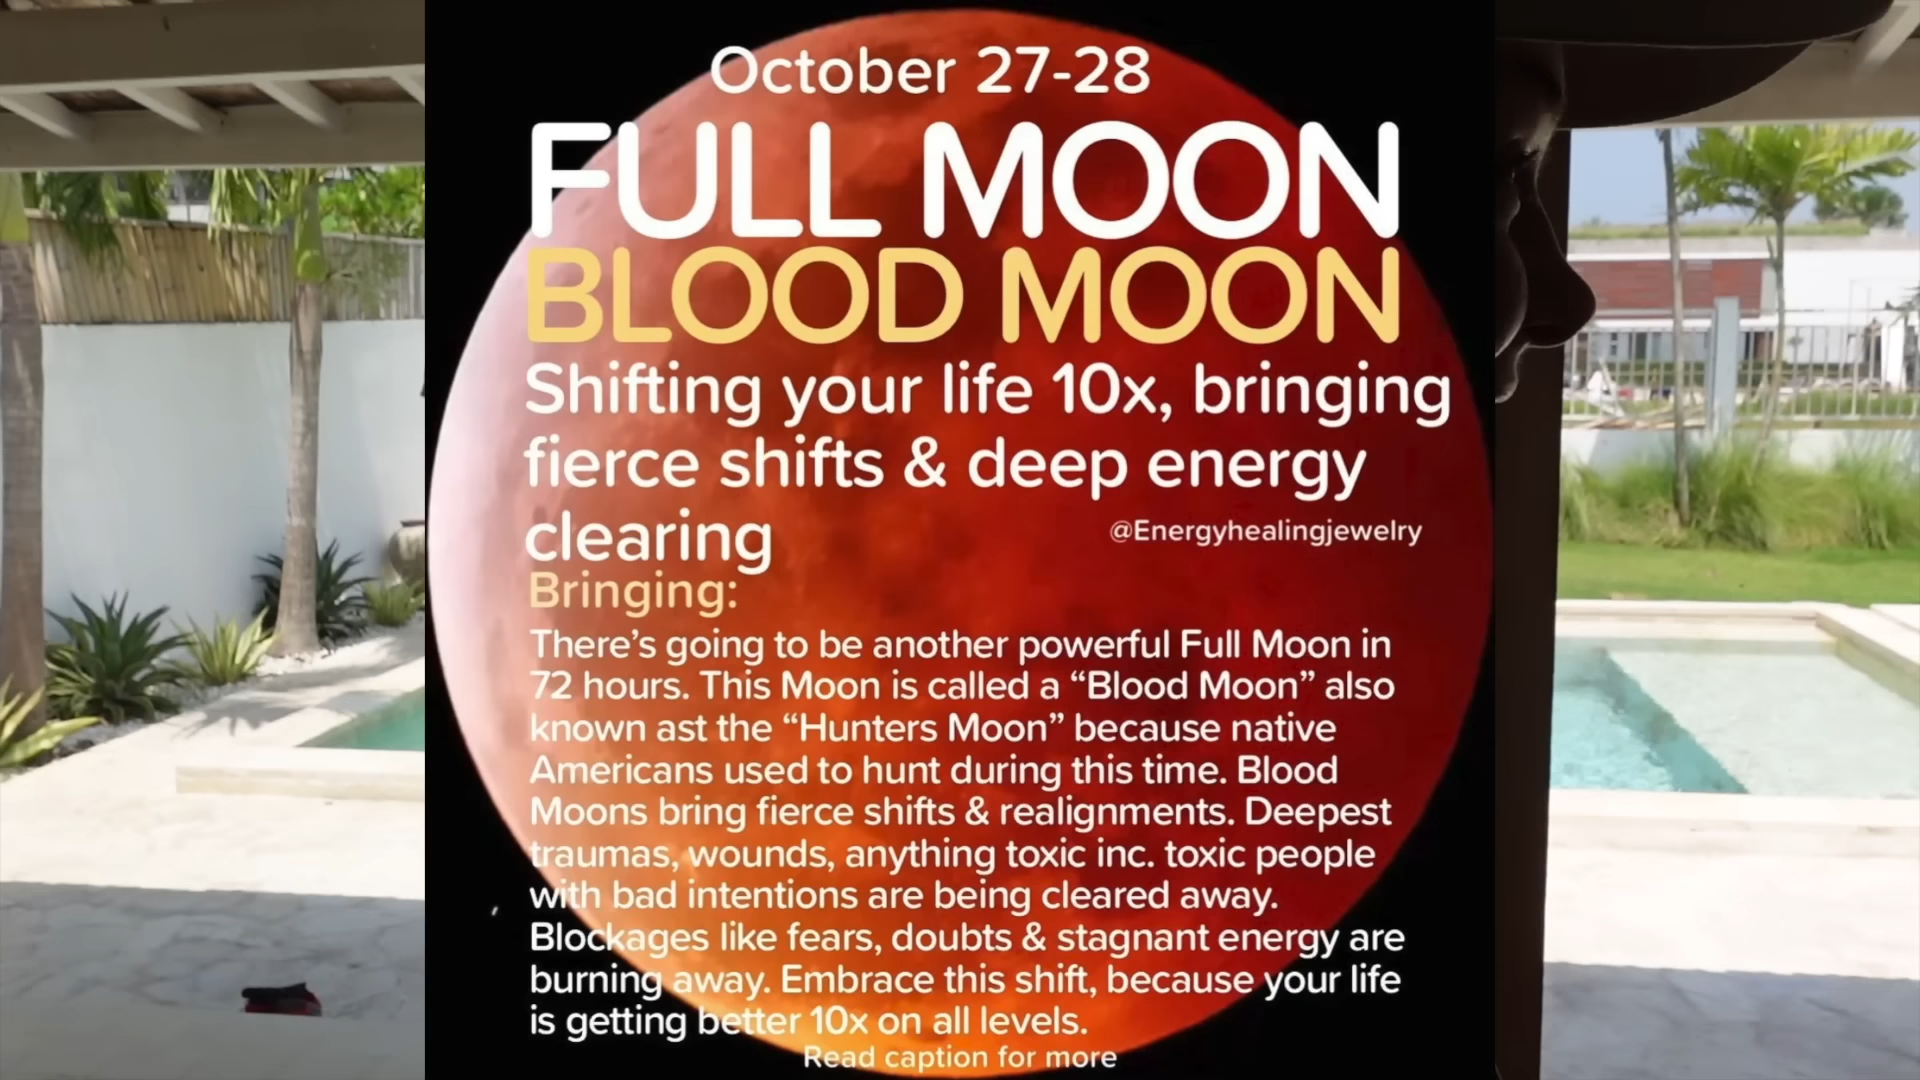 October 27-28
FULL MOON
BLOOD MOON
Shifting your life 10x, bringing
fierce shifts & deep energy
clearing
@Energyhealingjewelry
Bringing:
There's going to be another powerful Full Moon in
72 hours. This Moon is called a “Blood Moon” also
known ast the “Hunters Moon” because native
Americans used to hunt during this time. Blood
Moons bring fierce shifts & realignments. Deepest
traumas, wounds, anything toxic inc. toxic people
with bad intentions are being cleared away.
Blockages like fears, doubts & stagnant energy are
burning away. Embrace this shift, because your life
is getting better 10x on all levels.
Read caption for more